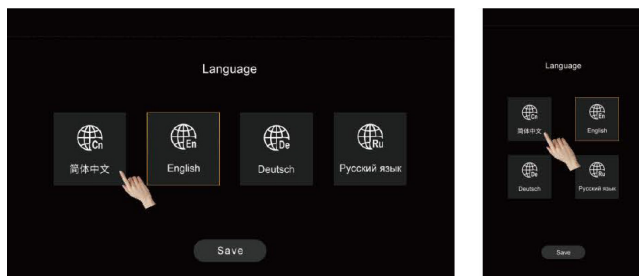 Language
Cn
En
De
Ru
简体中文
English
Deutsch
Русский язык
Save
Language
Cn
En
简体中文
English
De
Ru
Deutsch
Русский язык
Save